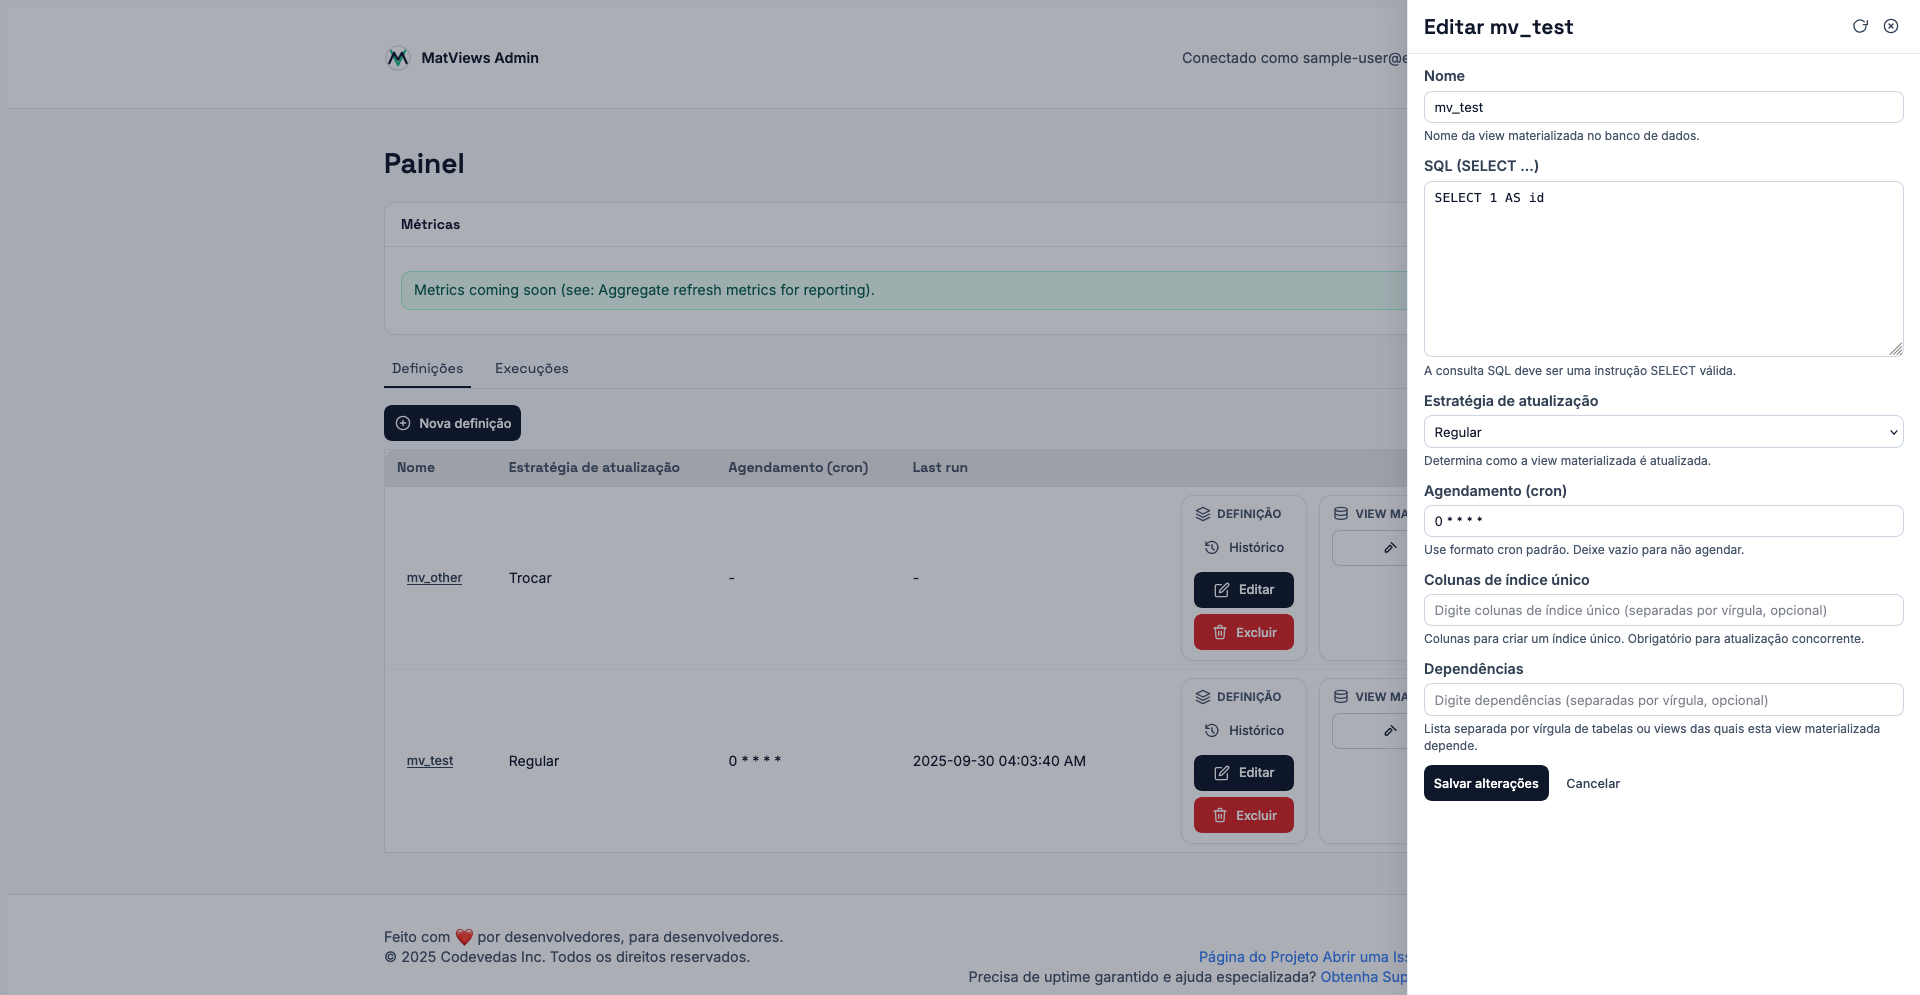 MatViews Admin
Conectado como sample-user@e
Painel
Métricas
Metrics coming soon (see: Aggregate refresh metrics for reporting).
Definições
Execuções
Nova definição
Nome
Estratégia de atualização
Agendamento (cron)
Last run
mv_other
Trocar
-
-
DEFINIÇÃO
Histórico
Editar
Excluir
VIEW MA
mv_test
Regular
0 * * * *
2025-09-30 04:03:40 AM
DEFINIÇÃO
Histórico
Editar
Excluir
VIEW MA
Feito com ❤️ por desenvolvedores, para desenvolvedores.
© 2025 Codevedas Inc. Todos os direitos reservados.
Página do Projeto Abrir uma Iss
Precisa de uptime garantido e ajuda especializada? Obtenha Sup
Editar mv_test
Nome
mv_test
Nome da view materializada no banco de dados.
SQL (SELECT …)
SELECT 1 AS id
A consulta SQL deve ser uma instrução SELECT válida.
Estratégia de atualização
Regular
Determina como a view materializada é atualizada.
Agendamento (cron)
0 * * * *
Use formato cron padrão. Deixe vazio para não agendar.
Colunas de índice único
Digite colunas de índice único (separadas por vírgula, opcional)
Colunas para criar um índice único. Obrigatório para atualização concorrente.
Dependências
Digite dependências (separadas por vírgula, opcional)
Lista separada por vírgula de tabelas ou views das quais esta view materializada
depende.
Salvar alterações
Cancelar